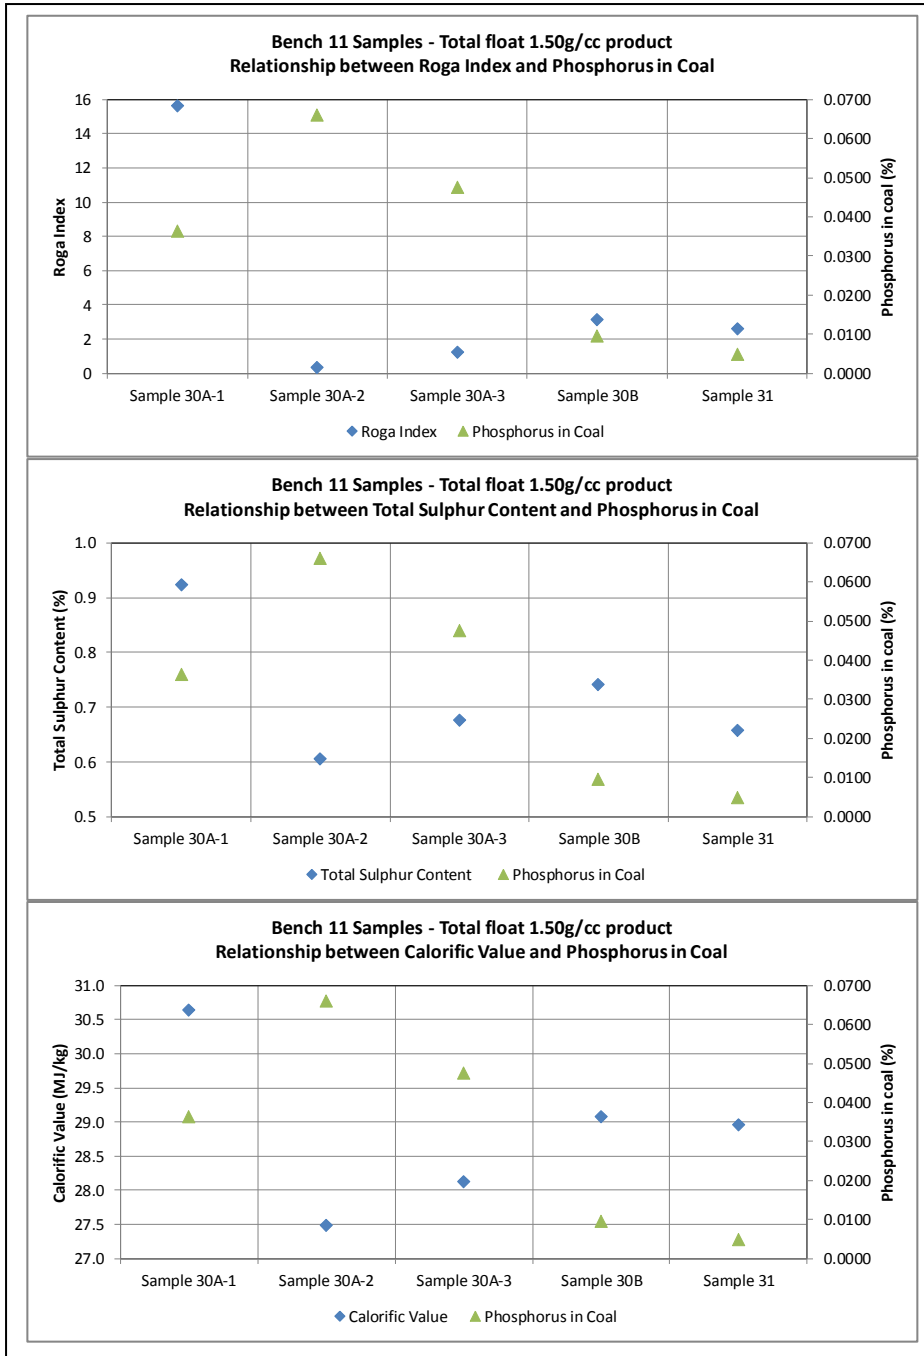 Bench 11 Samples - Total float 1.50g/cc product
Relationship between Roga Index and Phosphorus in Coal
Roga Index
16
14
12
10
8
6
4
2
0
0.0700
0.0600
0.0500
0.0400
0.0300
0.0200
0.0100
0.0000
Phosphorus in coal (%)
Sample 30A-1 Sample 30A-2 Sample 30A-3 Sample 30B Sample 31
Roga Index Phosphorus in Coal
Bench 11 Samples - Total float 1.50g/cc product
Relationship between Total Sulphur Content and Phosphorus in Coal
Total Sulphur Content (%)
1.0
0.9
0.8
0.7
0.6
0.5
0.0700
0.0600
0.0500
0.0400
0.0300
0.0200
0.0100
0.0000
Phosphorus in coal (%)
Sample 30A-1 Sample 30A-2 Sample 30A-3 Sample 30B Sample 31
Total Sulphur Content Phosphorus in Coal
Bench 11 Samples - Total float 1.50g/cc product
Relationship between Calorific Value and Phosphorus in Coal
Calorific Value (MJ/kg)
31.0
30.5
30.0
29.5
29.0
28.5
28.0
27.5
27.0
0.0700
0.0600
0.0500
0.0400
0.0300
0.0200
0.0100
0.0000
Phosphorus in coal (%)
Sample 30A-1 Sample 30A-2 Sample 30A-3 Sample 30B Sample 31
Calorific Value Phosphorus in Coal